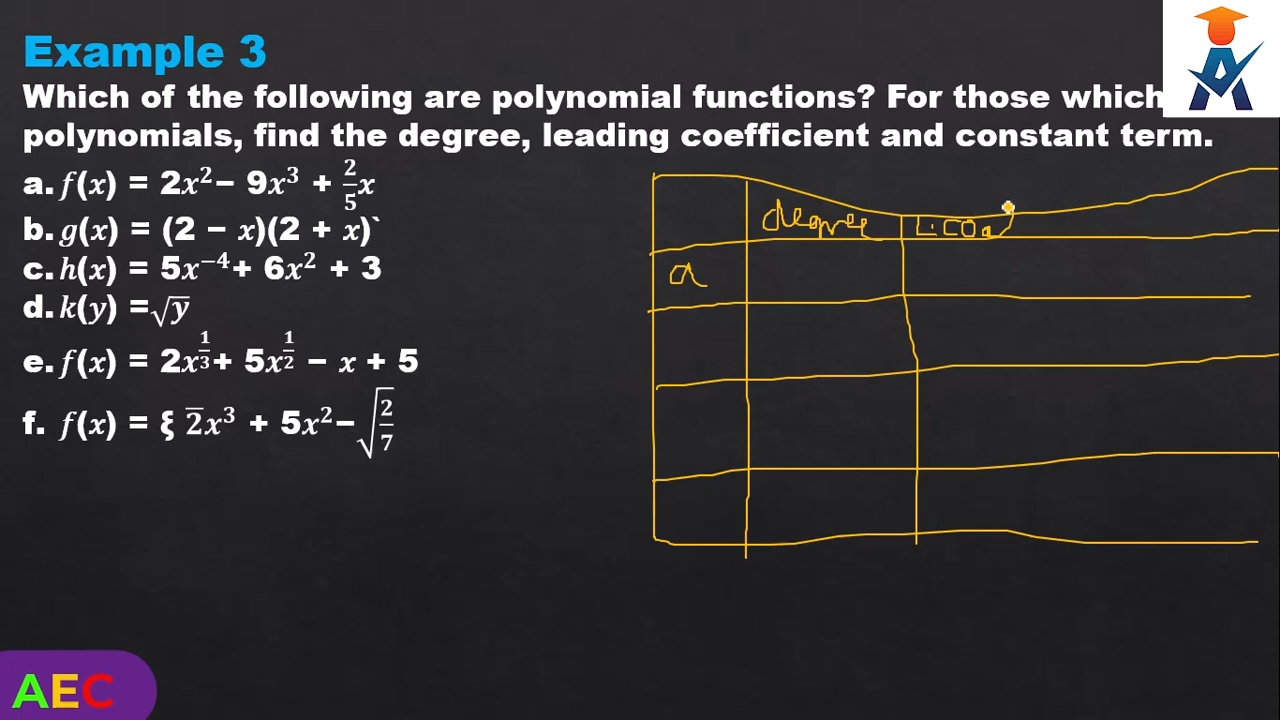 Example 3
Which of the following are polynomial functions? For those which
polynomials, find the degree, leading coefficient and constant term.
a. f(x) = 2x²− 9x³ + 2/5 x
b. g(x) = (2 − x)(2 + x)`
c. h(x) = 5x⁻⁴+ 6x² + 3
d. k(y) =√y
e. f(x) = 2x^(1/3)+ 5x^(1/2) − x + 5
f. f(x) = ξ 2̅x³ + 5x²−√(2/7)
degree
a
AEC